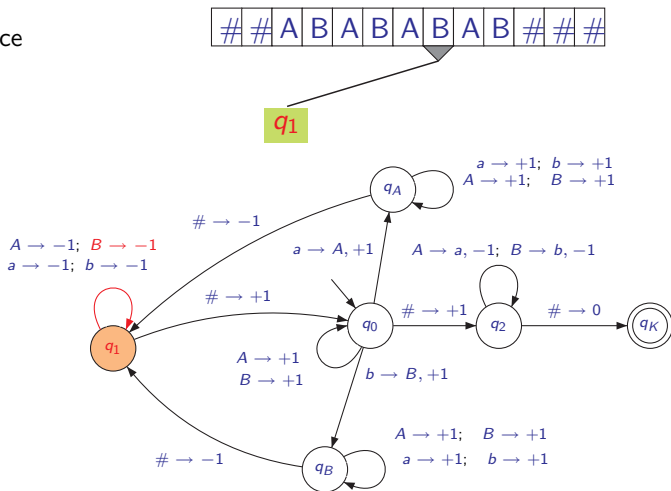 # # A B A B A B A B # # #
ce
q1
qA
a → +1; b → +1
A → +1; B → +1
# → −1
A → −1; B → −1
a → −1; b → −1
a → A, +1
A → a, −1; B → b, −1
# → +1
q1
q0
# → +1
q2
# → 0
qK
A → +1
B → +1
b → B, +1
A → +1; B → +1
a → +1; b → +1
# → −1
qB